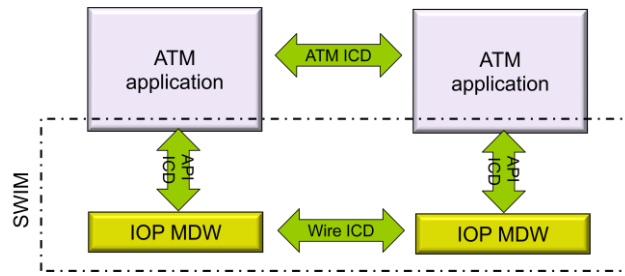 ATM
application
ATM ICD
ATM
application
API
ICD
API
ICD
SWIM
IOP MDW
Wire ICD
IOP MDW